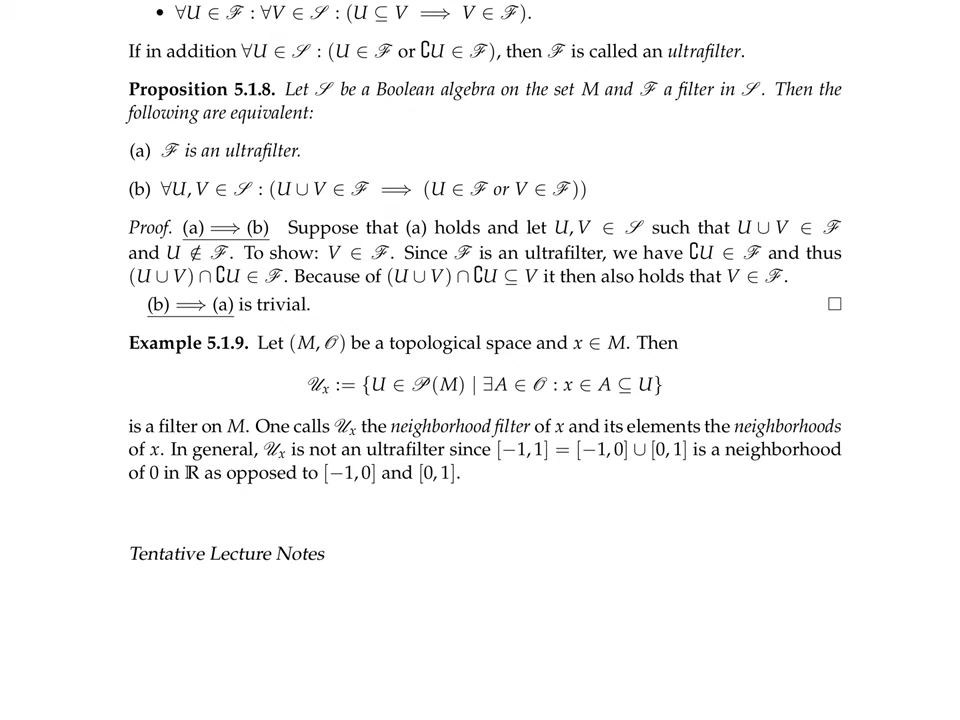 • ∀U ∈ ℱ : ∀V ∈ 𝒮 : (U ⊆ V ⟹ V ∈ ℱ).
If in addition ∀U ∈ 𝒮 : (U ∈ ℱ or ∁U ∈ ℱ), then ℱ is called an ultrafilter.
Proposition 5.1.8. Let 𝒮 be a Boolean algebra on the set M and ℱ a filter in 𝒮. Then the
following are equivalent:
(a) ℱ is an ultrafilter.
(b) ∀U, V ∈ 𝒮 : (U ∪ V ∈ ℱ ⟹ (U ∈ ℱ or V ∈ ℱ))
Proof. (a) ⟹ (b) Suppose that (a) holds and let U, V ∈ 𝒮 such that U ∪ V ∈ ℱ
and U ∉ ℱ. To show: V ∈ ℱ. Since ℱ is an ultrafilter, we have ∁U ∈ ℱ and thus
(U ∪ V) ∩ ∁U ∈ ℱ. Because of (U ∪ V) ∩ ∁U ⊆ V it then also holds that V ∈ ℱ.
(b) ⟹ (a) is trivial. □
Example 5.1.9. Let (M, 𝒪) be a topological space and x ∈ M. Then
𝒰ₓ := {U ∈ 𝒫(M) | ∃A ∈ 𝒪 : x ∈ A ⊆ U}
is a filter on M. One calls 𝒰ₓ the neighborhood filter of x and its elements the neighborhoods
of x. In general, 𝒰ₓ is not an ultrafilter since [−1, 1] = [−1, 0] ∪ [0, 1] is a neighborhood
of 0 in ℝ as opposed to [−1, 0] and [0, 1].
Tentative Lecture Notes